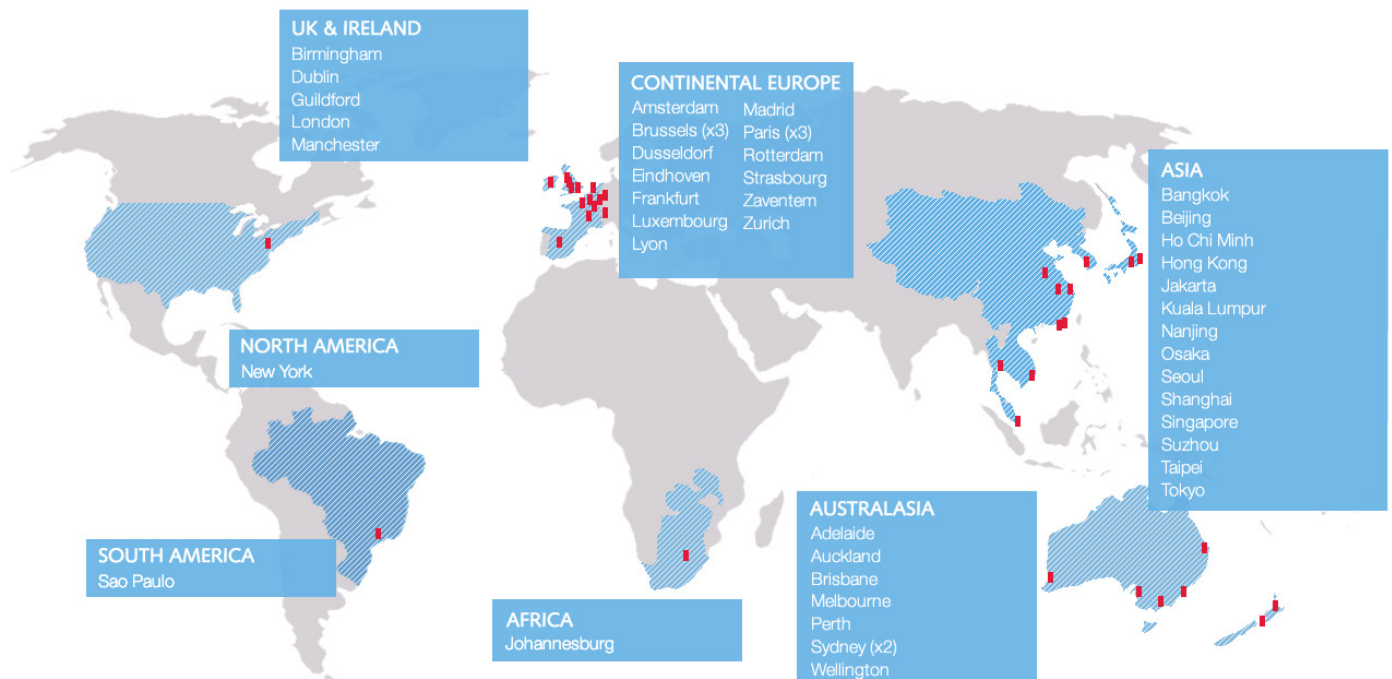 UK & IRELAND
Birmingham
Dublin
Guildford
London
Manchester
CONTINENTAL EUROPE
Amsterdam
Brussels (x3)
Dusseldorf
Eindhoven
Frankfurt
Luxembourg
Lyon
Madrid
Paris (x3)
Rotterdam
Strasbourg
Zaventem
Zurich
ASIA
Bangkok
Beijing
Ho Chi Minh
Hong Kong
Jakarta
Kuala Lumpur
Nanjing
Osaka
Seoul
Shanghai
Singapore
Suzhou
Taipei
Tokyo
NORTH AMERICA
New York
SOUTH AMERICA
Sao Paulo
AFRICA
Johannesburg
AUSTRALASIA
Adelaide
Auckland
Brisbane
Melbourne
Perth
Sydney (x2)
Wellington